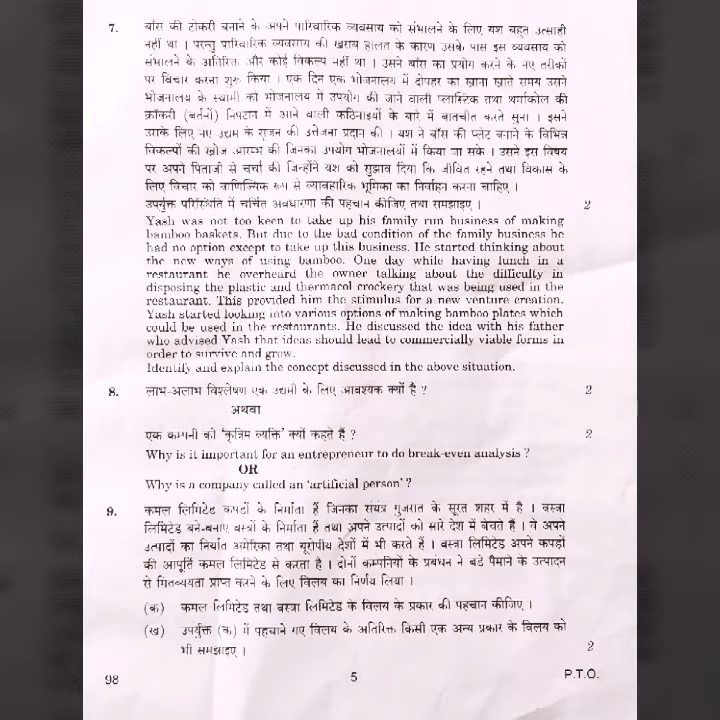 7. बाँस की टोकरी बनाने के अपने पारिवारिक व्यवसाय को संभालने के लिए यश बहुत उत्साही
नहीं था । परन्तु पारिवारिक व्यवसाय की खराब हालत के कारण उसके पास इस व्यवसाय को
संभालने के अतिरिक्त और कोई विकल्प नहीं था । उसने बाँस का प्रयोग करने के नए तरीकों
पर विचार करना शुरू किया । एक दिन एक भोजनालय में दोपहर का खाना खाते समय उसने
भोजनालय के स्वामी को भोजनालय में उपयोग की जाने वाली प्लास्टिक तथा थर्माकोल की
क्रॉकरी (बर्तनों) निपटान में आने वाली कठिनाइयों के बारे में बातचीत करते सुना । इसने
उसके लिए नए उद्यम के सृजन की उत्तेजना प्रदान की । यश ने बाँस की प्लेट बनाने के विभिन्न
विकल्पों की खोज आरम्भ की जिनका उपयोग भोजनालयों में किया जा सके । उसने इस विषय
पर अपने पिताजी से चर्चा की जिन्होंने यश को सुझाव दिया कि जीवित रहने तथा विकास के
लिए विचार को वाणिज्यिक रूप से व्यावहारिक भूमिका का निर्वाहन करना चाहिए ।
उपर्युक्त परिस्थिति में चर्चित अवधारणा की पहचान कीजिए तथा समझाइए । 2
Yash was not too keen to take up his family run business of making
bamboo baskets. But due to the bad condition of the family business he
had no option except to take up this business. He started thinking about
the new ways of using bamboo. One day while having lunch in a
restaurant he overheard the owner talking about the difficulty in
disposing the plastic and thermacol crockery that was being used in the
restaurant. This provided him the stimulus for a new venture creation.
Yash started looking into various options of making bamboo plates which
could be used in the restaurants. He discussed the idea with his father
who advised Yash that ideas should lead to commercially viable forms in
order to survive and grow.
Identify and explain the concept discussed in the above situation.
8. लाभ-अलाभ विश्लेषण एक उद्यमी के लिए आवश्यक क्यों है ? 2
अथवा
एक कम्पनी को 'कृत्रिम व्यक्ति' क्यों कहते हैं ? 2
Why is it important for an entrepreneur to do break-even analysis ?
OR
Why is a company called an 'artificial person' ?
9. कमल लिमिटेड कपड़ों के निर्माता हैं जिनका संयंत्र गुजरात के सूरत शहर में है । वस्त्रा
लिमिटेड बने-बनाए वस्त्रों के निर्माता हैं तथा अपने उत्पादों को सारे देश में बेचते हैं । वे अपने
उत्पादों का निर्यात अमेरिका तथा यूरोपीय देशों में भी करते हैं । वस्त्रा लिमिटेड अपने कपड़ों
की आपूर्ति कमल लिमिटेड से करता है । दोनों कम्पनियों के प्रबंधन ने बड़े पैमाने के उत्पादन
से मितव्ययता प्राप्त करने के लिए विलय का निर्णय लिया ।
(क) कमल लिमिटेड तथा वस्त्रा लिमिटेड के विलय के प्रकार की पहचान कीजिए ।
(ख) उपर्युक्त (क) में पहचाने गए विलय के अतिरिक्त किसी एक अन्य प्रकार के विलय को
भी समझाइए । 2
98 5 P.T.O.